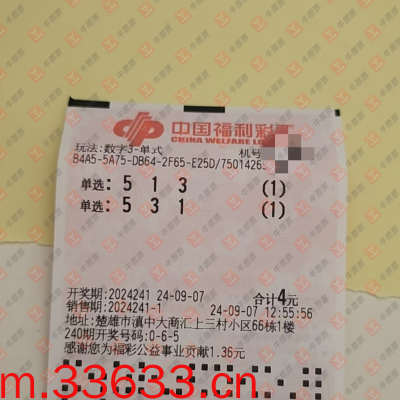 中国福利彩
CHINA WELFARE LO
玩法:数字3-单式 机号
B4A5-5A75-DB64-2F65-E25D/7501426
单选: 5 1 3 (1)
单选: 5 3 1 (1)
开奖期:2024241 24-09-07 合计4元
销售期:2024241-1 24-09-07 12:55:56
地址:楚雄市滇中大商汇上三村小区66栋1楼
240期开奖号码:0-6-5
感谢您为福彩公益事业贡献1.36元
m.33633.cn